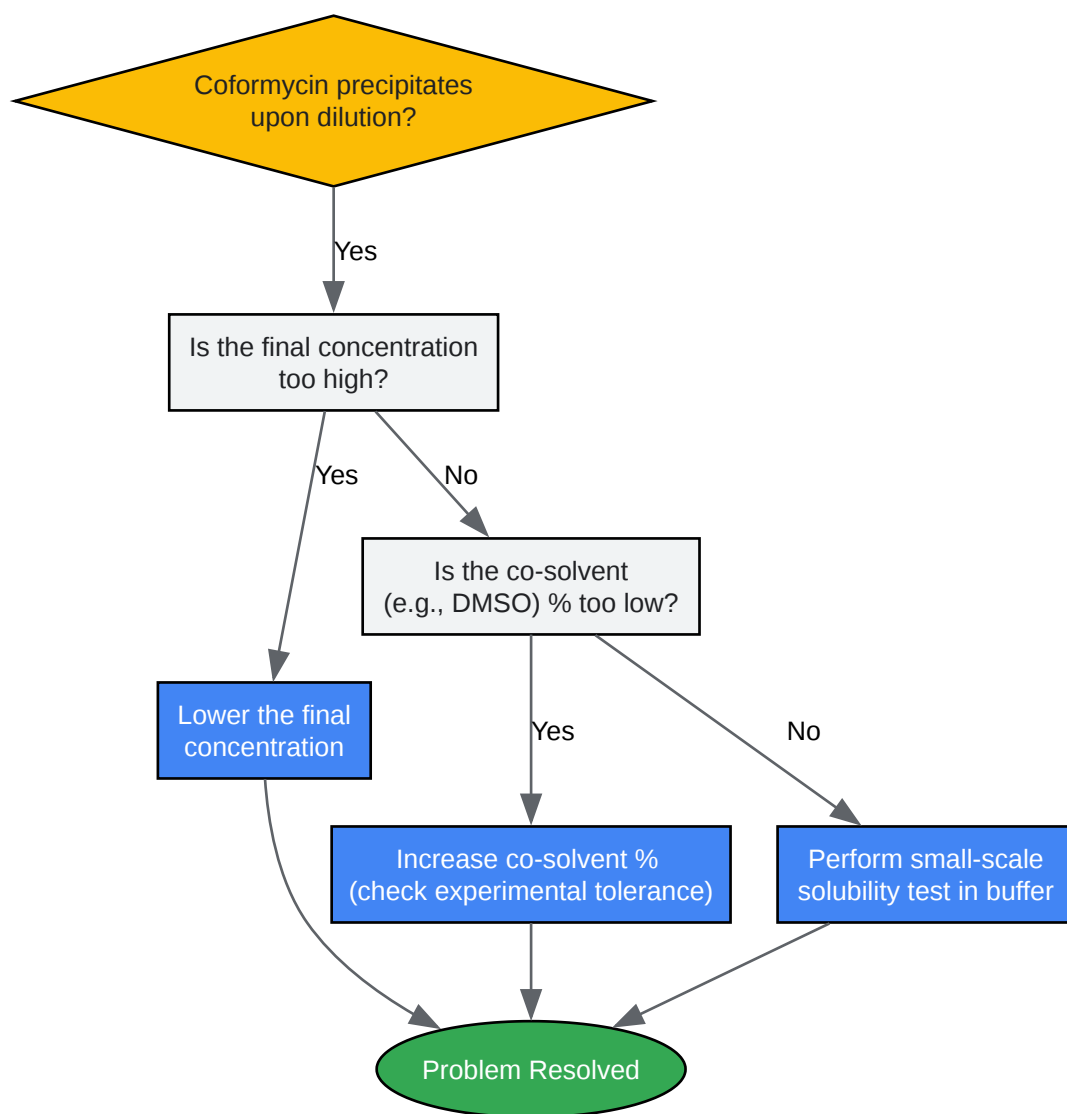 Coformycin precipitates
upon dilution?
Yes
Is the final concentration
too high?
Yes
No
Is the co-solvent
(e.g., DMSO) % too low?
Lower the final
concentration
Yes
No
Increase co-solvent %
(check experimental tolerance)
Perform small-scale
solubility test in buffer
Problem Resolved